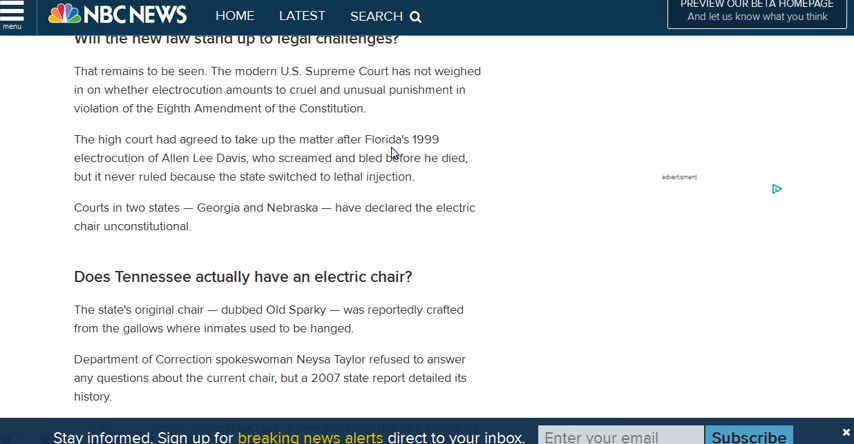 PREVIEW OUR BETA HOMEPAGE
And let us know what you think
menu
NBC NEWS
HOME
LATEST
SEARCH
Will the new law stand up to legal challenges?
That remains to be seen. The modern U.S. Supreme Court has not weighed
in on whether electrocution amounts to cruel and unusual punishment in
violation of the Eighth Amendment of the Constitution.
The high court had agreed to take up the matter after Florida's 1999
electrocution of Allen Lee Davis, who screamed and bled before he died,
but it never ruled because the state switched to lethal injection.
advertisment
Courts in two states — Georgia and Nebraska — have declared the electric
chair unconstitutional.
Does Tennessee actually have an electric chair?
The state's original chair — dubbed Old Sparky — was reportedly crafted
from the gallows where inmates used to be hanged.
Department of Correction spokeswoman Neysa Taylor refused to answer
any questions about the current chair, but a 2007 state report detailed its
history.
Stay informed. Sign up for breaking news alerts direct to your inbox.
Enter your email
Subscribe
×